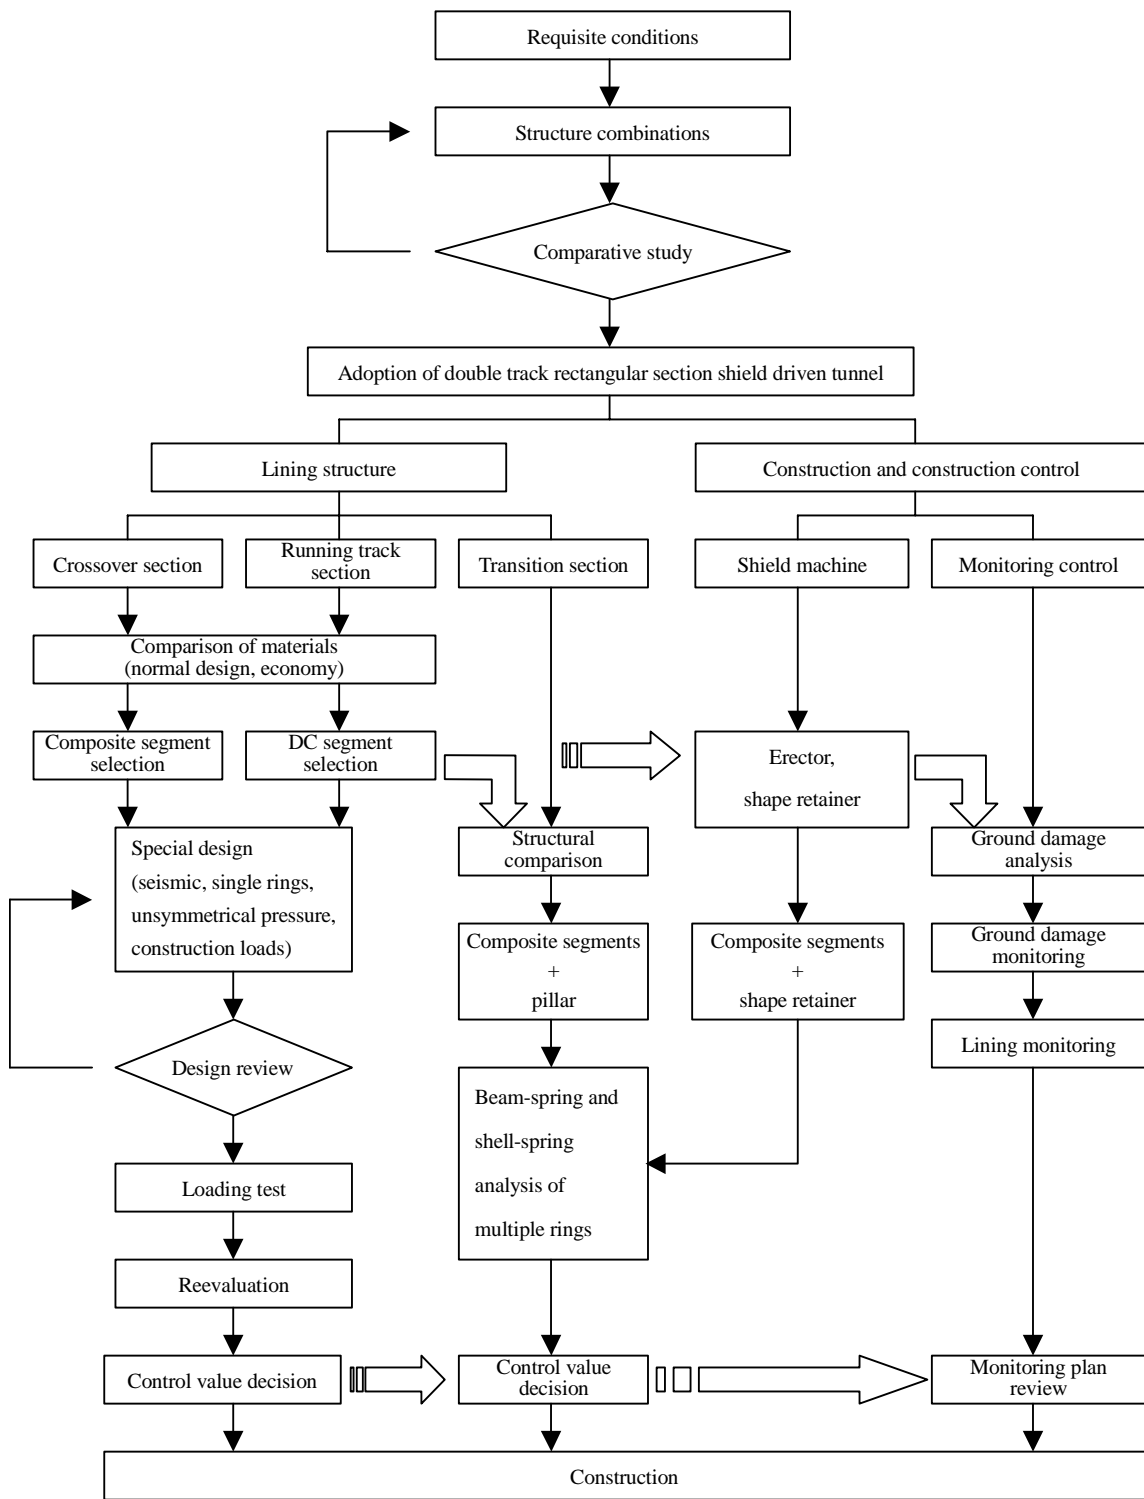 Requisite conditions
Structure combinations
Comparative study
Adoption of double track rectangular section shield driven tunnel
Lining structure
Construction and construction control
Crossover section
Running track
section
Transition section
Shield machine
Monitoring control
Comparison of materials
(normal design, economy)
Composite segment
selection
DC segment
selection
Erector,
shape retainer
Special design
(seismic, single rings,
unsymmetrical pressure,
construction loads)
Structural
comparison
Ground damage
analysis
Composite segments
+
pillar
Composite segments
+
shape retainer
Ground damage
monitoring
Lining monitoring
Design review
Beam-spring and
shell-spring
analysis of
multiple rings
Loading test
Reevaluation
Control value decision
Control value
decision
Monitoring plan
review
Construction